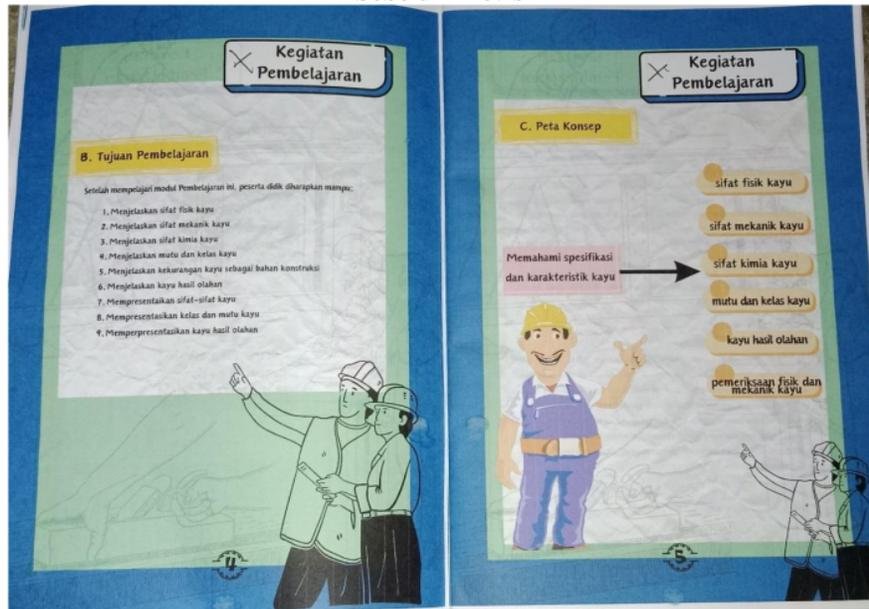 Kegiatan
Pembelajaran
B. Tujuan Pembelajaran
Setelah mempelajari modul Pembelajaran ini, peserta didik diharapkan mampu:
1. Menjelaskan sifat fisik kayu
2. Menjelaskan sifat mekanik kayu
3. Menjelaskan sifat kimia kayu
4. Menjelaskan mutu dan kelas kayu
5. Menjelaskan kekurangan kayu sebagai bahan konstruksi
6. Menjelaskan kayu hasil olahan
7. Mempresentaikan sifat-sifat kayu
8. Mempresentasikan kelas dan mutu kayu
9. Memperpresentasikan kayu hasil olahan
4
Kegiatan
Pembelajaran
C. Peta Konsep
Memahami spesifikasi
dan karakteristik kayu
sifat fisik kayu
sifat mekanik kayu
sifat kimia kayu
mutu dan kelas kayu
kayu hasil olahan
pemeriksaan fisik dan
mekanik kayu
5